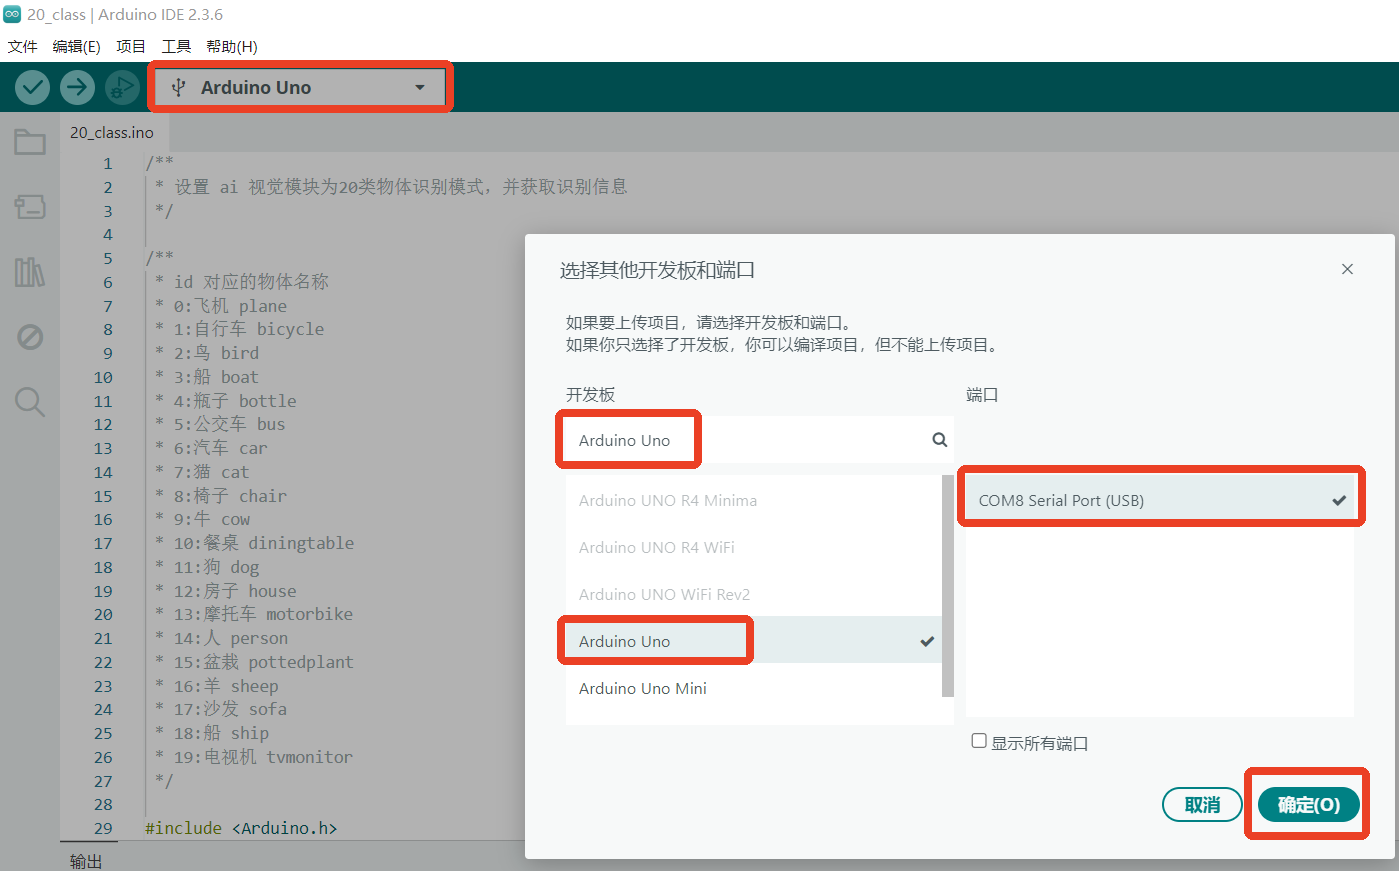 20_class | Arduino IDE 2.3.6
文件 编辑(E) 项目 工具 帮助(H)
Arduino Uno
20_class.ino
1 /**
2 * 设置 ai 视觉模块为20类物体识别模式，并获取识别信息
3 */
4
5 /**
6 * id 对应的物体名称
7 * 0:飞机 plane
8 * 1:自行车 bicycle
9 * 2:鸟 bird
10 * 3:船 boat
11 * 4:瓶子 bottle
12 * 5:公交车 bus
13 * 6:汽车 car
14 * 7:猫 cat
15 * 8:椅子 chair
16 * 9:牛 cow
17 * 10:餐桌 diningtable
18 * 11:狗 dog
19 * 12:房子 house
20 * 13:摩托车 motorbike
21 * 14:人 person
22 * 15:盆栽 pottedplant
23 * 16:羊 sheep
24 * 17:沙发 sofa
25 * 18:船 ship
26 * 19:电视机 tvmonitor
27 */
28
29 #include <Arduino.h>
输出
选择其他开发板和端口
如果要上传项目，请选择开发板和端口。
如果你只选择了开发板，你可以编译项目，但不能上传项目。
开发板
Arduino Uno
Arduino UNO R4 Minima
Arduino UNO R4 WiFi
Arduino UNO WiFi Rev2
Arduino Uno
Arduino Uno Mini
端口
COM8 Serial Port (USB)
显示所有端口
取消 确定(O)